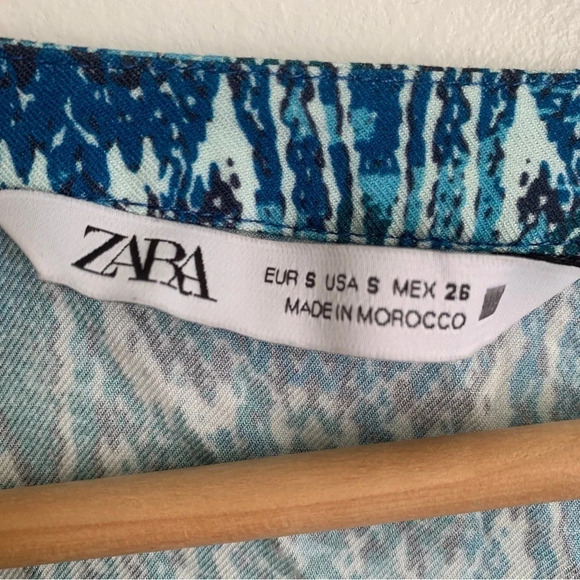 ZARA
EUR S USA S MEX 26
MADE IN MOROCCO